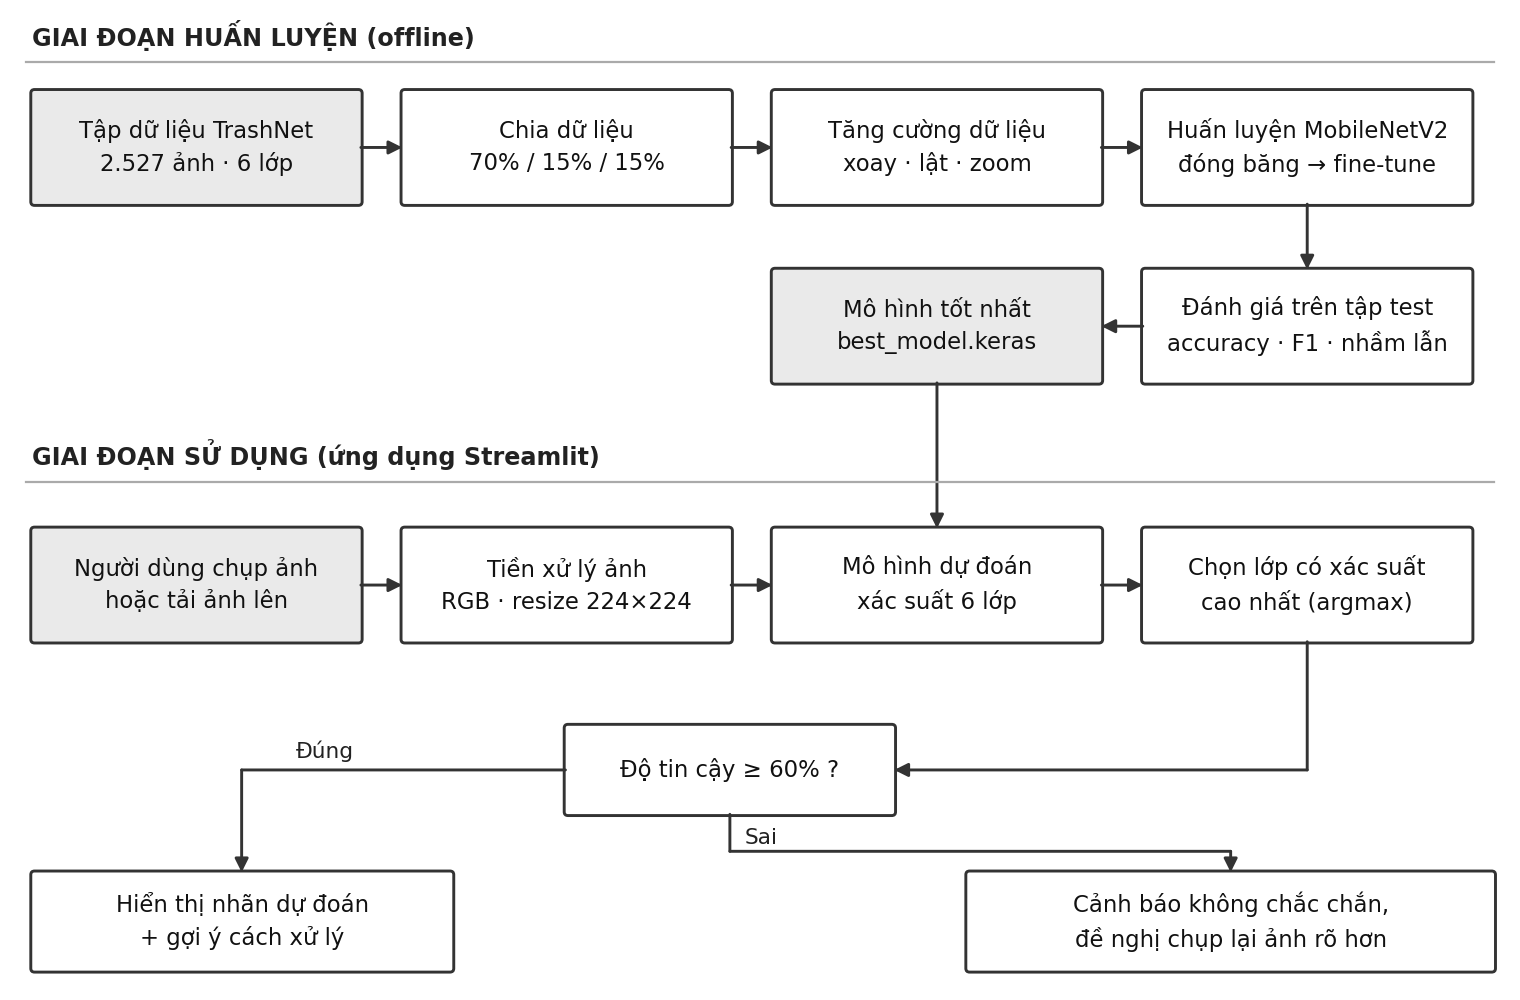 GIAI ĐOẠN HUẤN LUYỆN (offline)
Tập dữ liệu TrashNet
2.527 ảnh · 6 lớp
Chia dữ liệu
70% / 15% / 15%
Tăng cường dữ liệu
xoay · lật · zoom
Huấn luyện MobileNetV2
đóng băng → fine-tune
Mô hình tốt nhất
best_model.keras
Đánh giá trên tập test
accuracy · F1 · nhầm lẫn
GIAI ĐOẠN SỬ DỤNG (ứng dụng Streamlit)
Người dùng chụp ảnh
hoặc tải ảnh lên
Tiền xử lý ảnh
RGB · resize 224×224
Mô hình dự đoán
xác suất 6 lớp
Chọn lớp có xác suất
cao nhất (argmax)
Đúng
Độ tin cậy ≥ 60% ?
Sai
Hiển thị nhãn dự đoán
+ gợi ý cách xử lý
Cảnh báo không chắc chắn,
đề nghị chụp lại ảnh rõ hơn